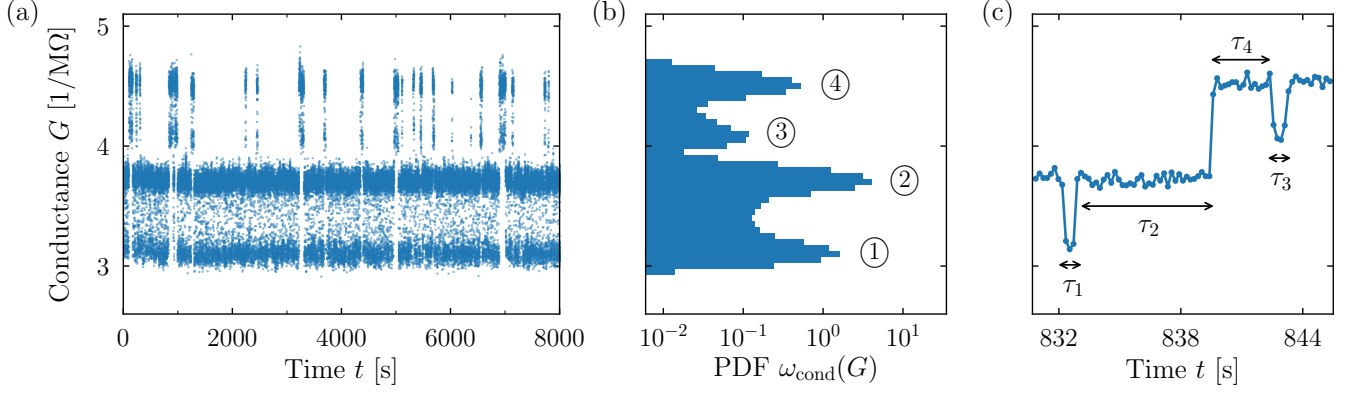 (a)
Conductance G [1/MΩ]
5
4
3
0
2000
4000
6000
8000
Time t [s]
(b)
④
③
②
①
10⁻²
10⁻¹
10⁰
10¹
PDF ω_cond(G)
(c)
τ₄
τ₃
τ₂
τ₁
832
838
844
Time t [s]